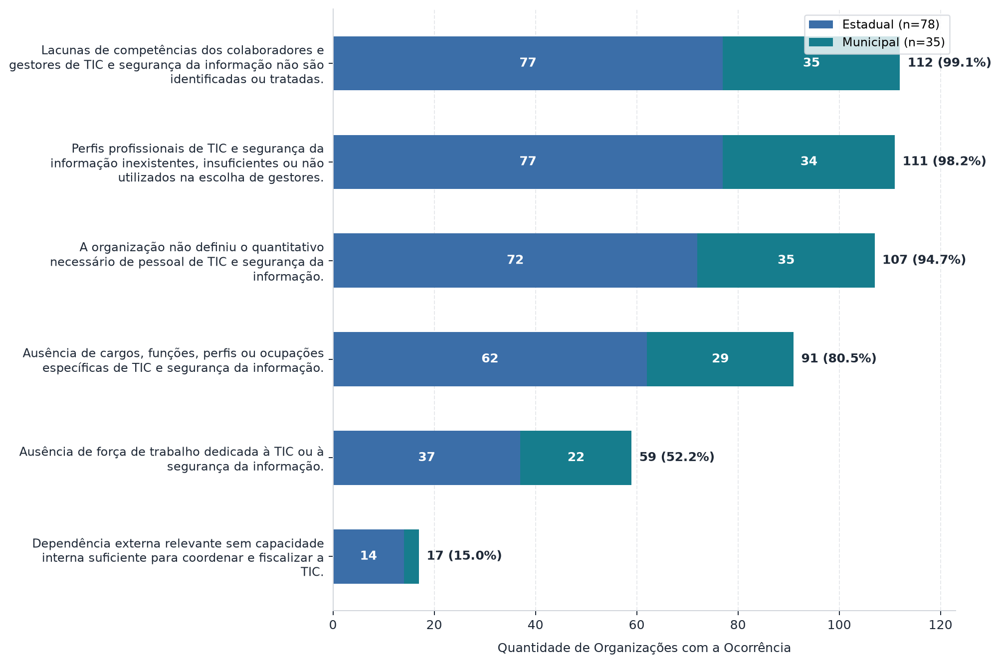 Estadual (n=78)
Municipal (n=35)
Lacunas de competências dos colaboradores e
gestores de TIC e segurança da informação não são
identificadas ou tratadas.
77
35
112 (99.1%)
Perfis profissionais de TIC e segurança da
informação inexistentes, insuficientes ou não
utilizados na escolha de gestores.
77
34
111 (98.2%)
A organização não definiu o quantitativo
necessário de pessoal de TIC e segurança da
informação.
72
35
107 (94.7%)
Ausência de cargos, funções, perfis ou ocupações
específicas de TIC e segurança da informação.
62
29
91 (80.5%)
Ausência de força de trabalho dedicada à TIC ou à
segurança da informação.
37
22
59 (52.2%)
Dependência externa relevante sem capacidade
interna suficiente para coordenar e fiscalizar a
TIC.
14
17 (15.0%)
0
20
40
60
80
100
120
Quantidade de Organizações com a Ocorrência